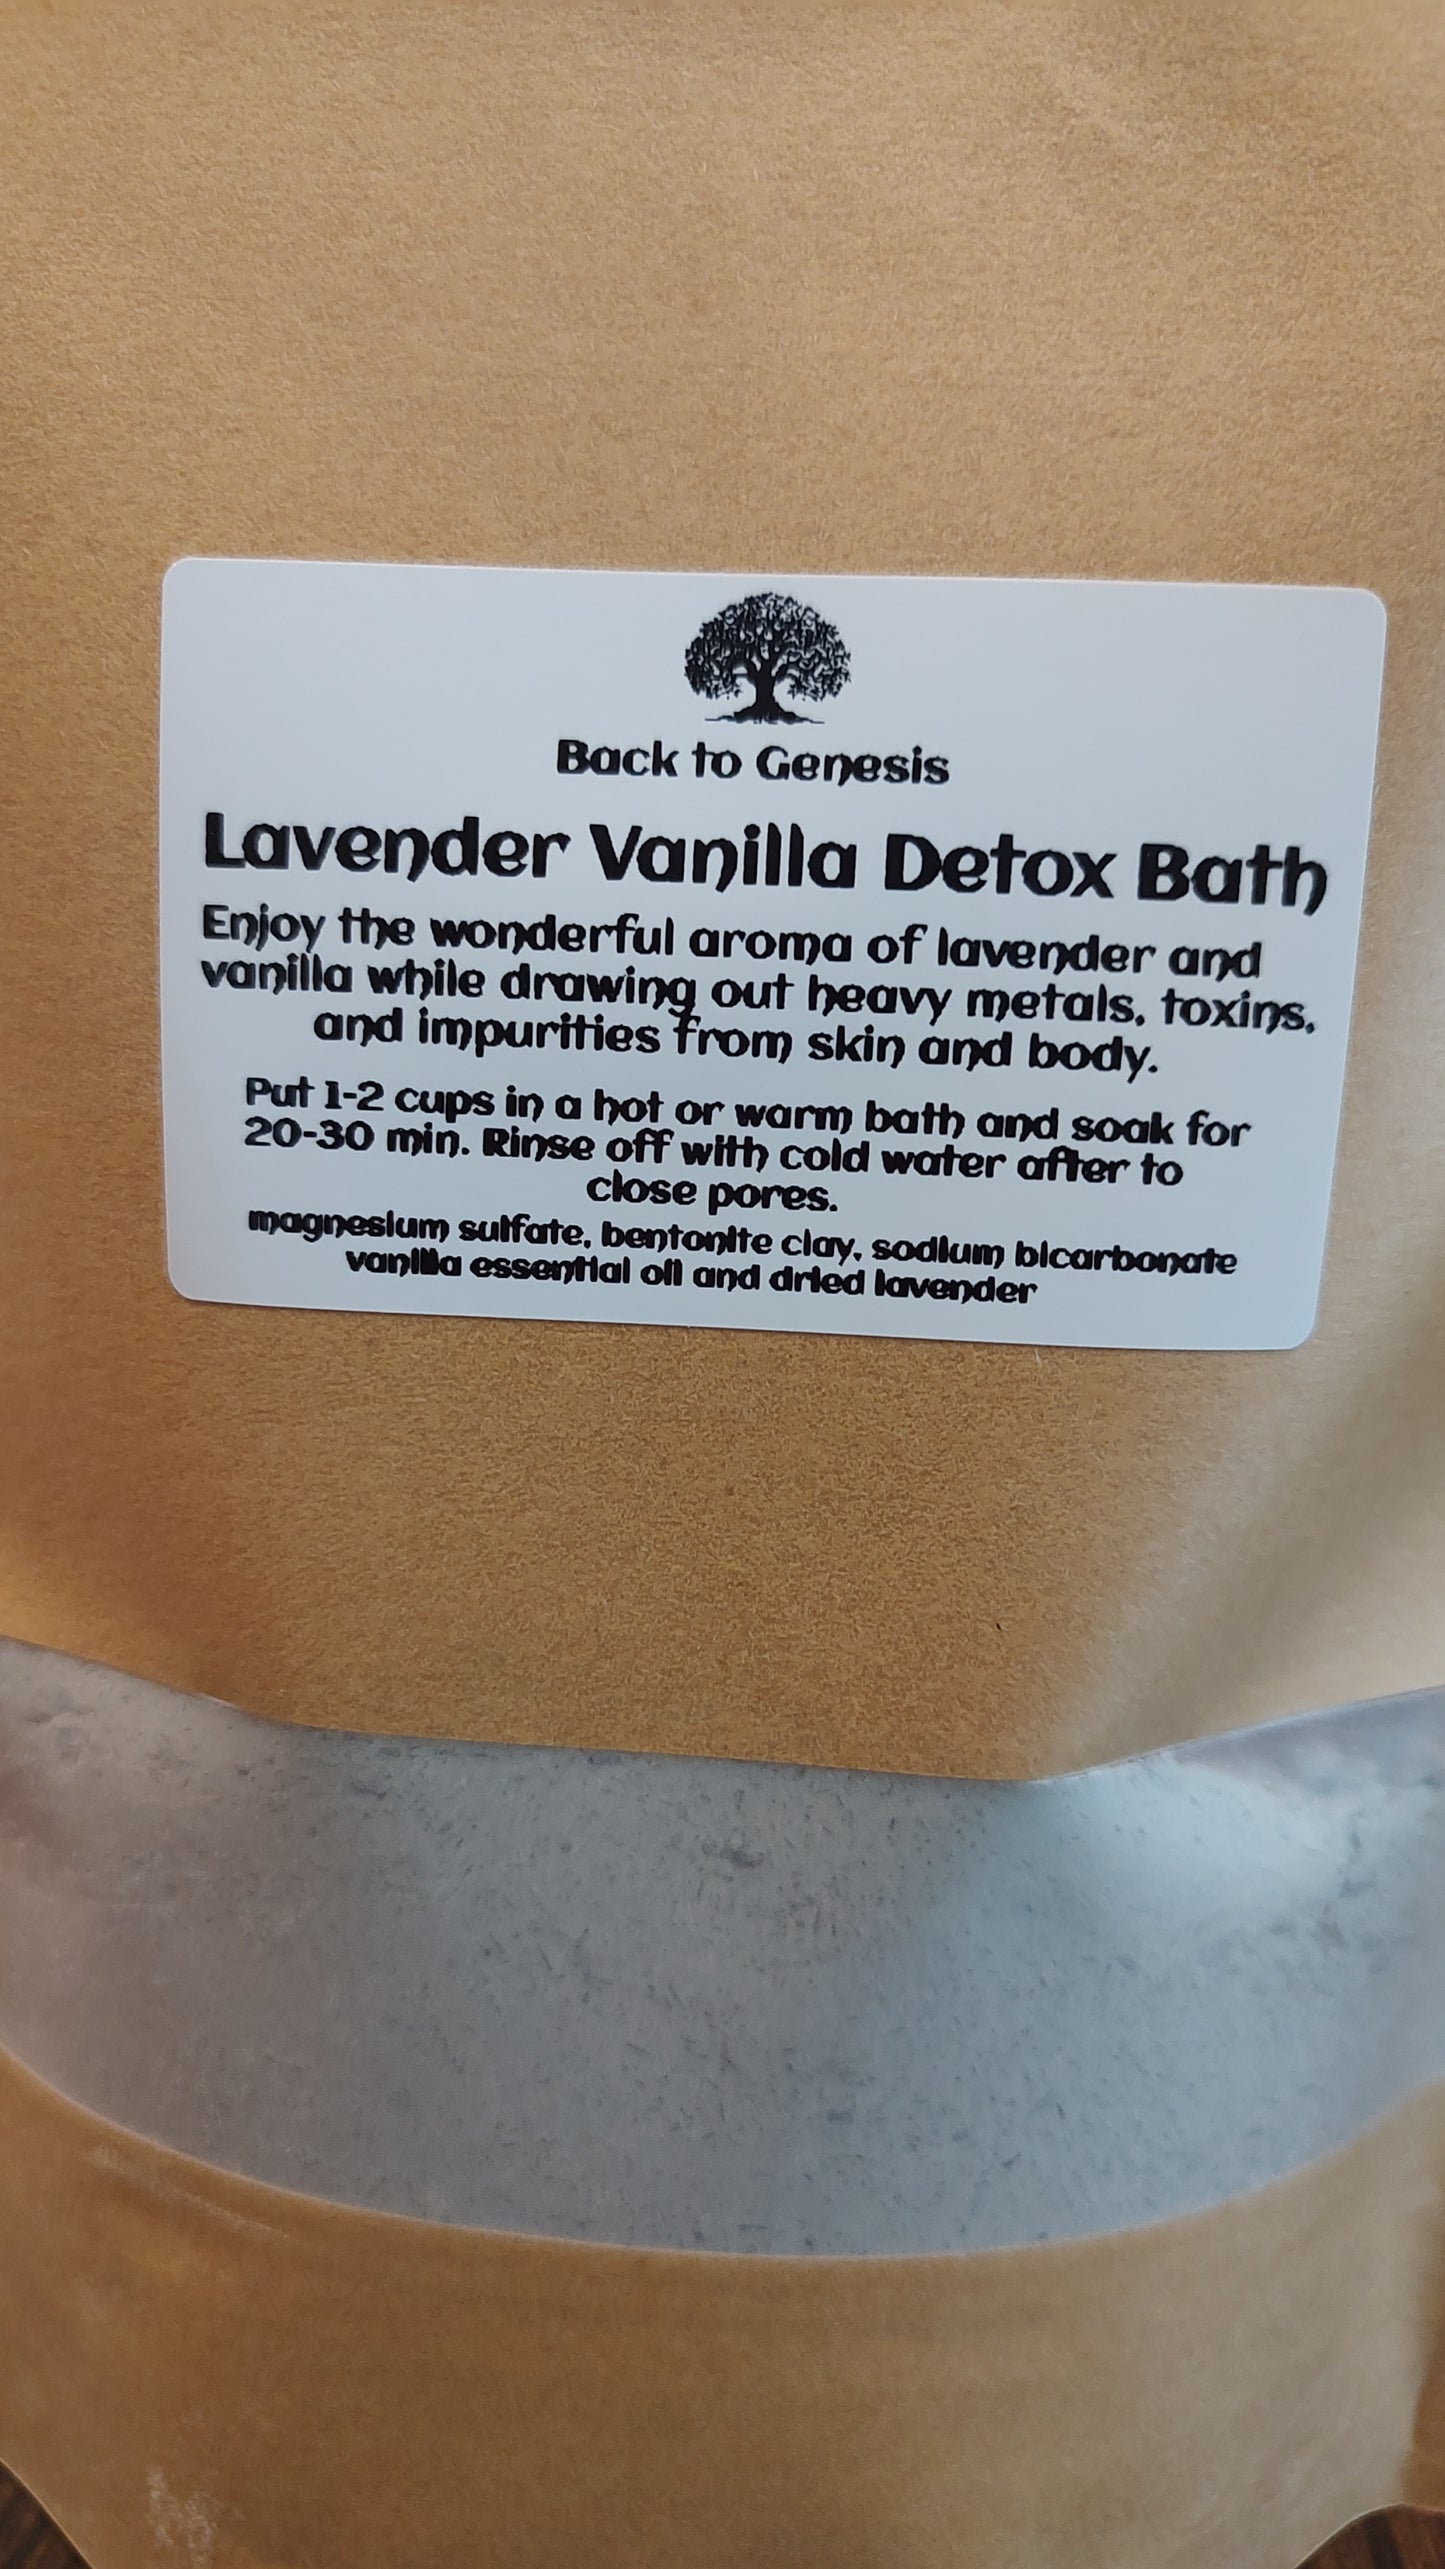 Back to Genesis
Lavender Vanilla Detox Bath
Enjoy the wonderful aroma of lavender and
vanilla while drawing out heavy metals, toxins,
and impurities from skin and body.
Put 1-2 cups in a hot or warm bath and soak for
20-30 min. Rinse off with cold water after to
close pores.
magnesium sulfate, bentonite clay, sodium bicarbonate
vanilla essential oil and dried lavender